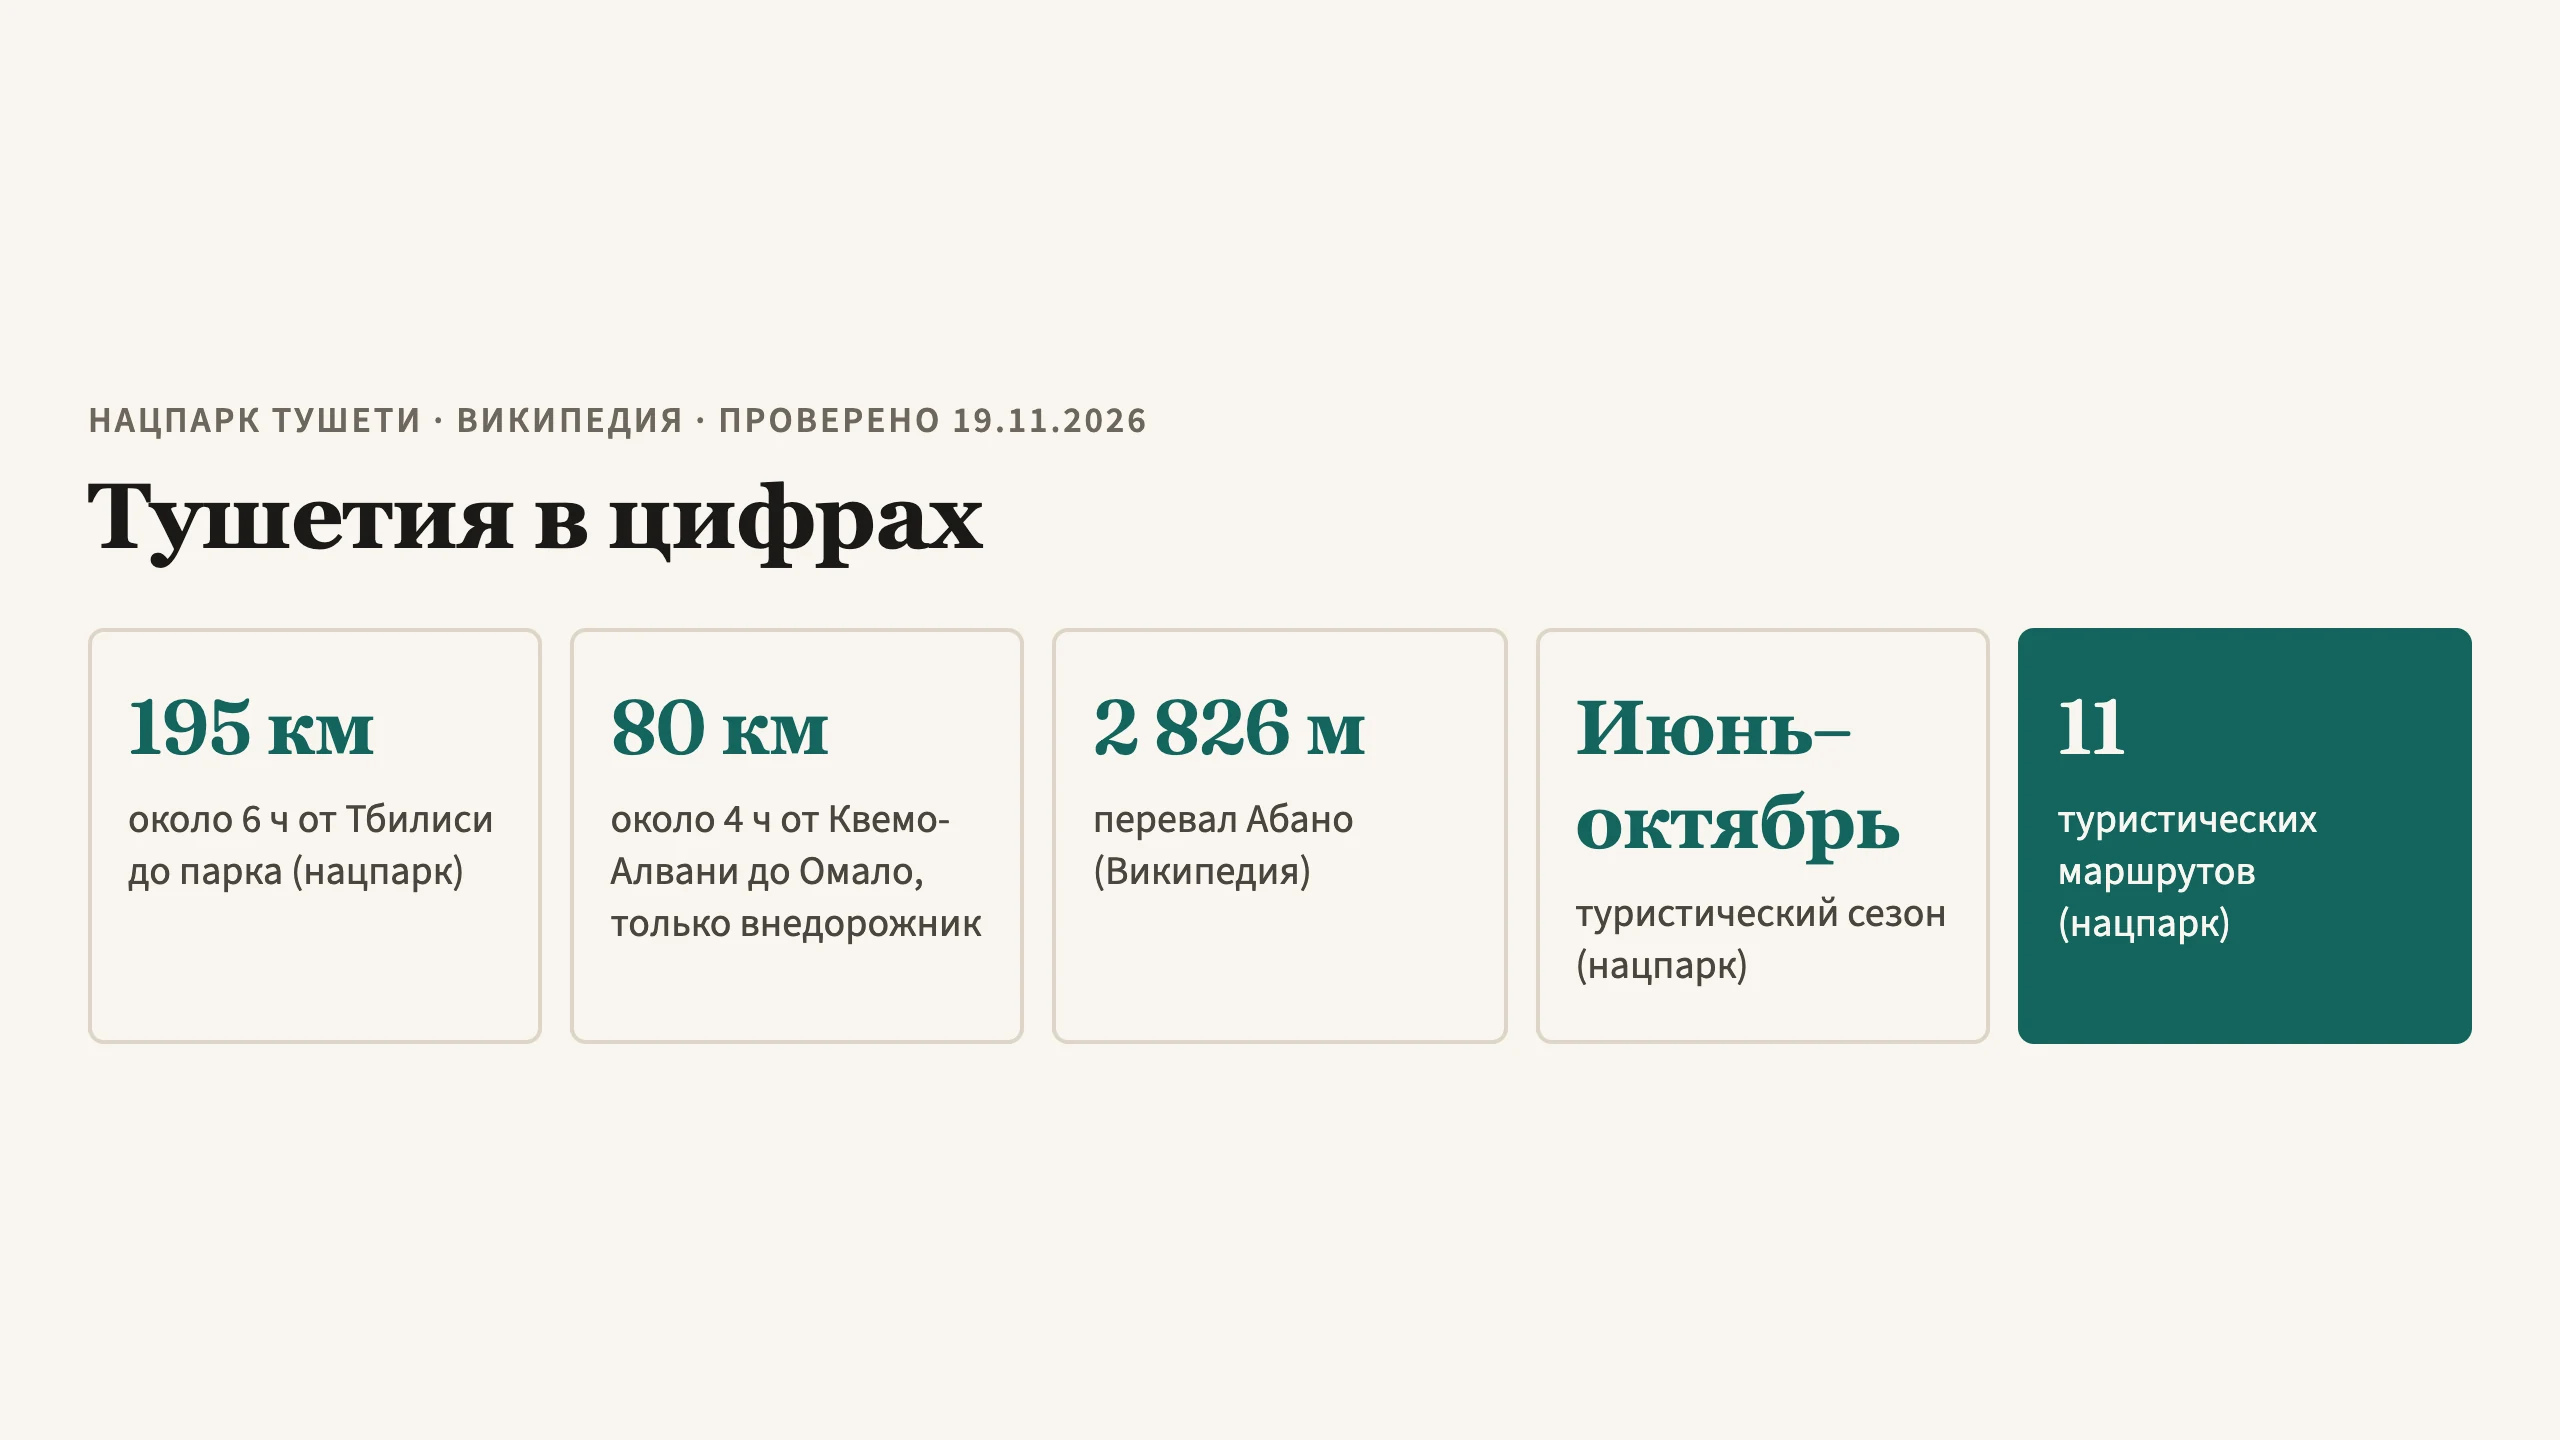 НАЦПАРК ТУШЕТИ · ВИКИПЕДИЯ · ПРОВЕРЕНО 19.11.2026
Тушетия в цифрах
195 км
около 6 ч от Тбилиси
до парка (нацпарк)
80 км
около 4 ч от Квемо-
Алвани до Омало,
только внедорожник
2 826 м
перевал Абано
(Википедия)
Июнь–
октябрь
туристический сезон
(нацпарк)
11
туристических
маршрутов
(нацпарк)